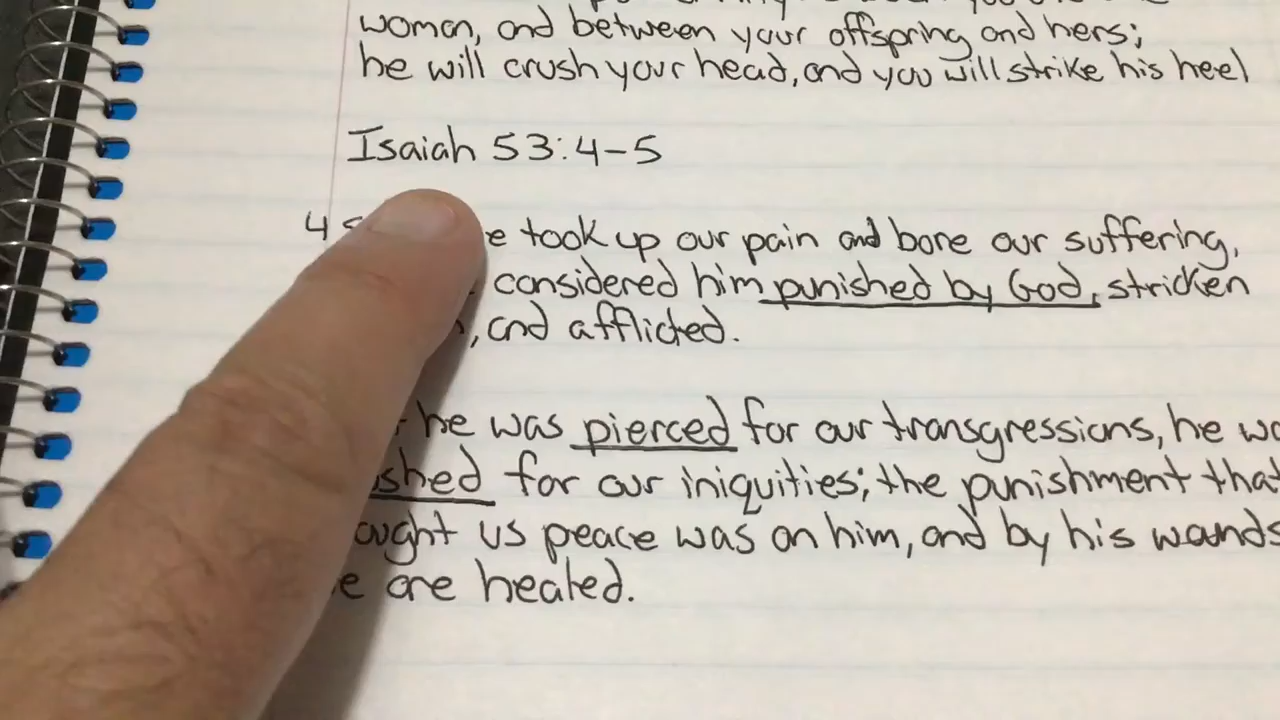 woman, and between your offspring and hers;
he will crush your head, and you will strike his heel
Isaiah 53:4-5
4 took up our pain and bore our suffering,
considered him punished by God, stricken
, and afflicted.
he was pierced for our transgressions, he
for our iniquities; the punishment that
us peace was on him, and by his wounds
are healed.